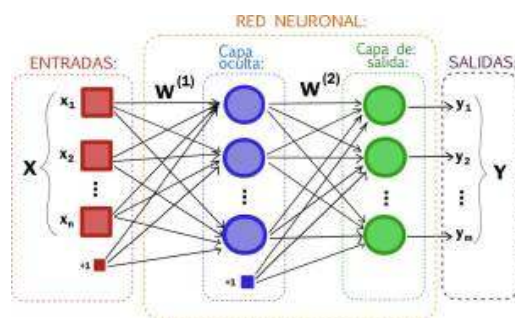 RED NEURONAL:
ENTRADAS:
Capa
oculta:
Capa de:
salida:
SALIDAS:
W(1)
W(2)
x1
x2
...
xn
+1
X
...
+1
...
y1
y2
...
ym
Y